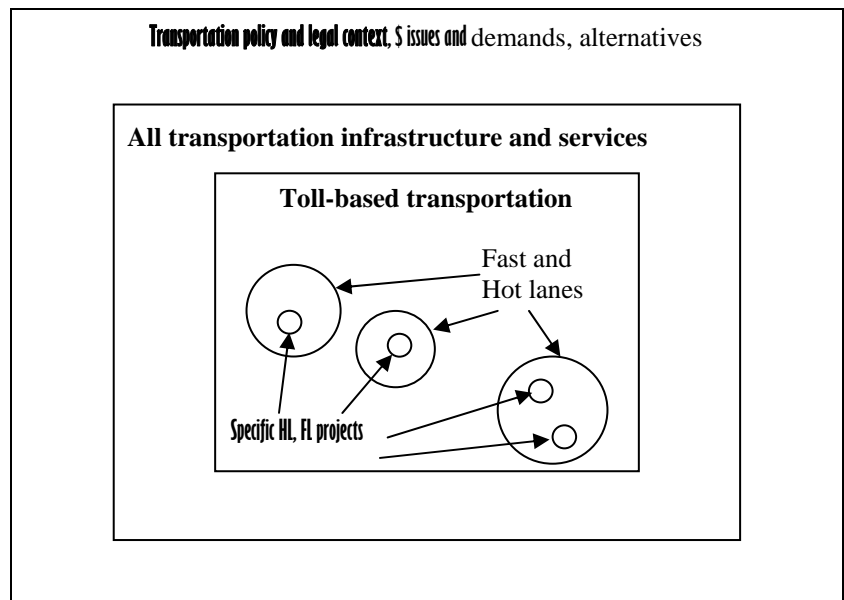 Transportation policy and legal context, $ issues and demands, alternatives
All transportation infrastructure and services
Toll-based transportation
Fast and
Hot lanes
Specific HL, FL projects